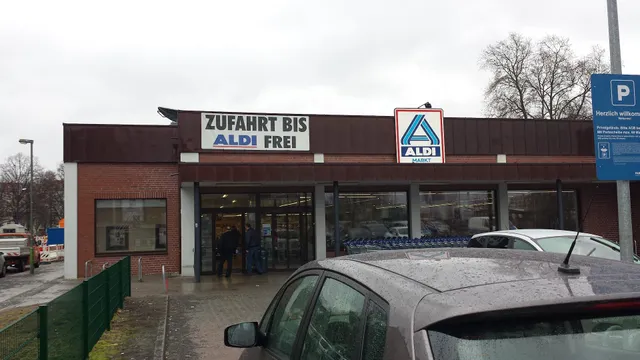 ZUFAHRT BIS
ALDI FREI
ALDI
MARKT
P
Herzlich willkommen